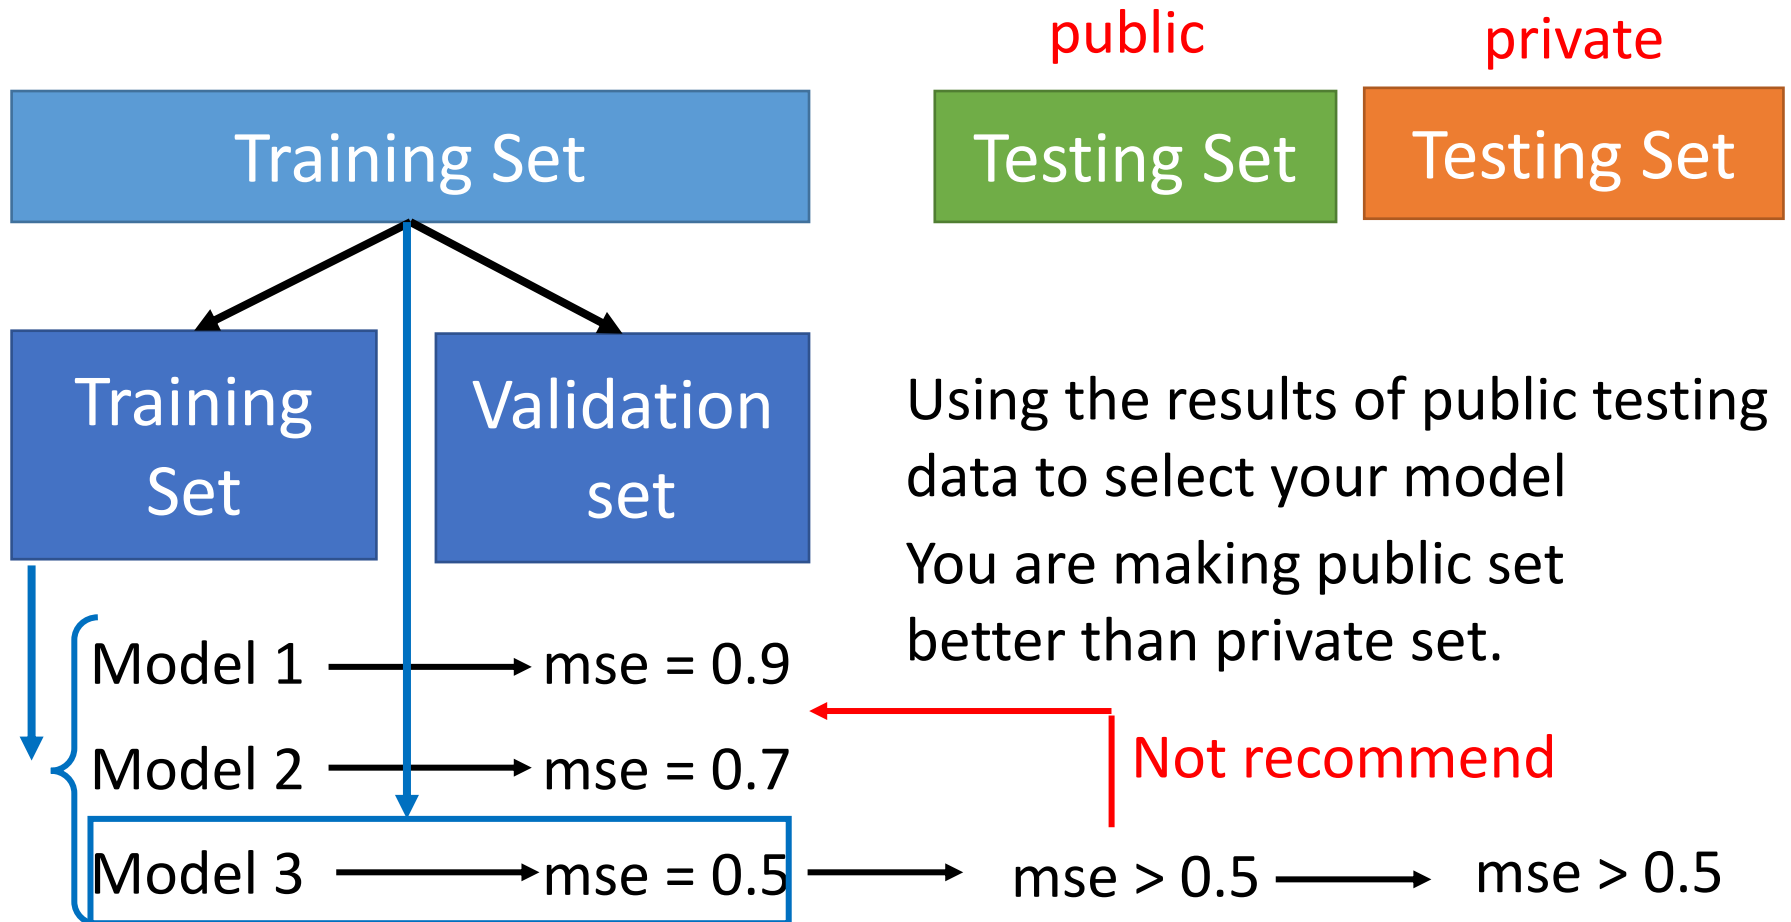 public
private
Training Set
Testing Set
Testing Set
Training
Set
Validation
set
Using the results of public testing
data to select your model
You are making public set
better than private set.
Model 1
mse = 0.9
Model 2
mse = 0.7
Not recommend
Model 3
mse = 0.5
mse > 0.5
mse > 0.5